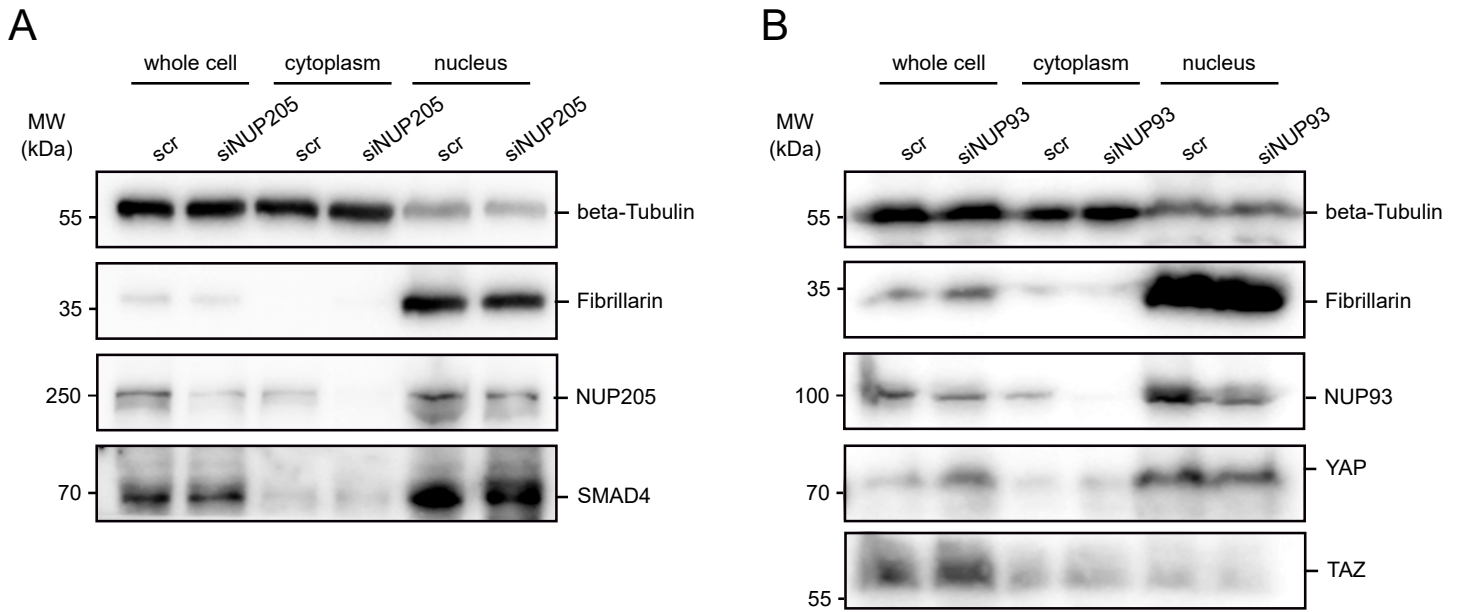 A
whole cell cytoplasm nucleus
MW
(kDa)
scr siNUP205 scr siNUP205 scr siNUP205
55 beta-Tubulin
35 Fibrillarin
250 NUP205
70 SMAD4
B
whole cell cytoplasm nucleus
MW
(kDa)
scr siNUP93 scr siNUP93 scr siNUP93
55 beta-Tubulin
35 Fibrillarin
100 NUP93
YAP
70
TAZ
55